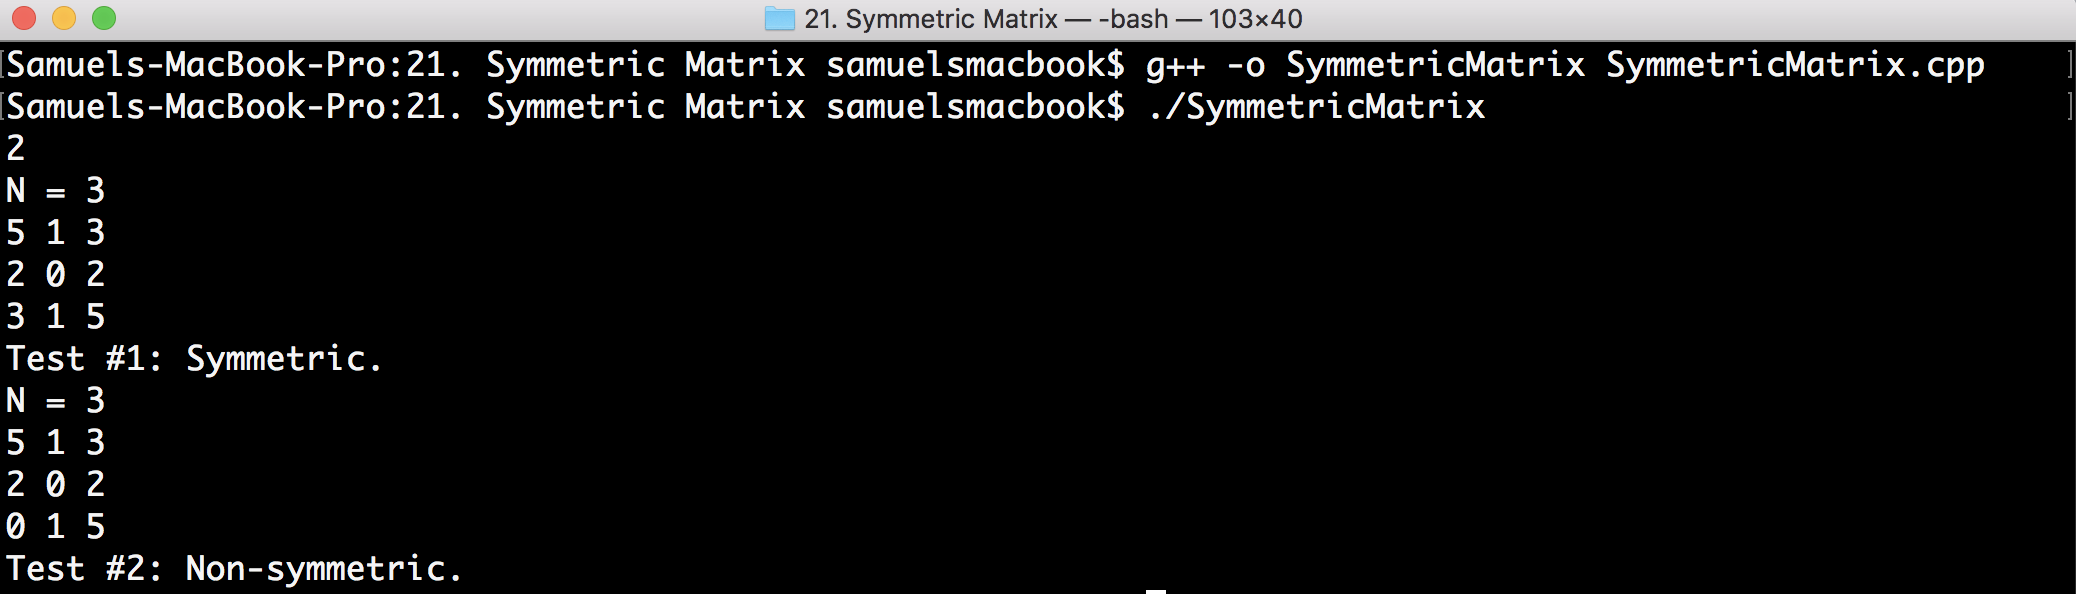 21. Symmetric Matrix — -bash — 103×40
[Samuels-MacBook-Pro:21. Symmetric Matrix samuelsmacbook$ g++ -o SymmetricMatrix SymmetricMatrix.cpp ]
[Samuels-MacBook-Pro:21. Symmetric Matrix samuelsmacbook$ ./SymmetricMatrix ]
2
N = 3
5 1 3
2 0 2
3 1 5
Test #1: Symmetric.
N = 3
5 1 3
2 0 2
0 1 5
Test #2: Non-symmetric.